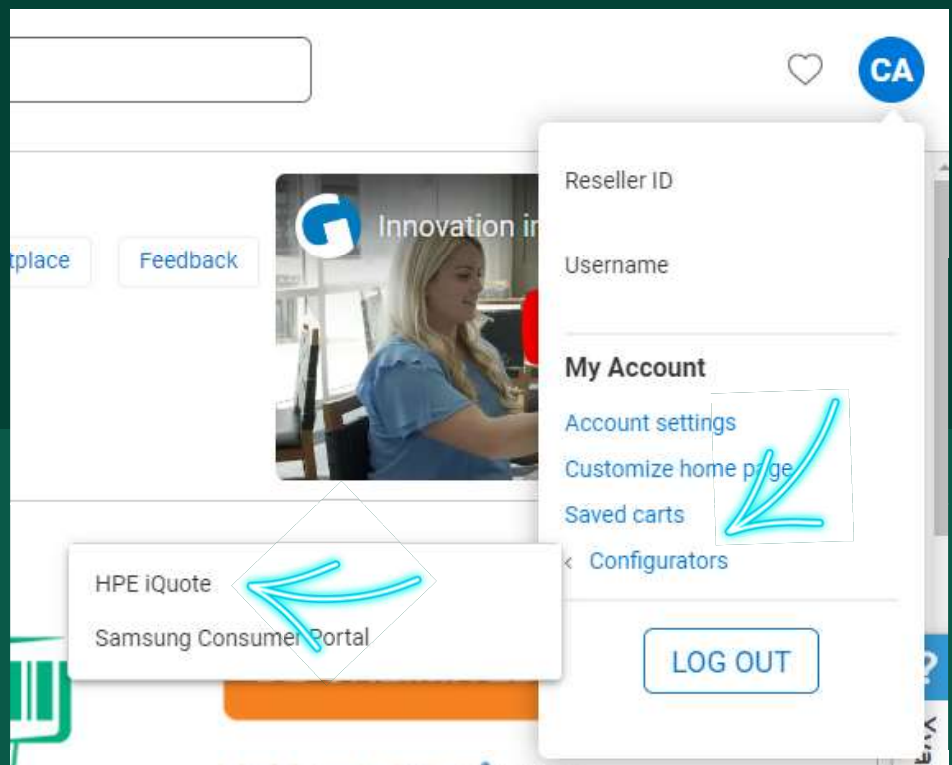 CA
Reseller ID
Innovation in
Username
tplace
Feedback
My Account
Account settings
Customize home page
Saved carts
< Configurators
HPE iQuote
Samsung Consumer Portal
LOG OUT
?